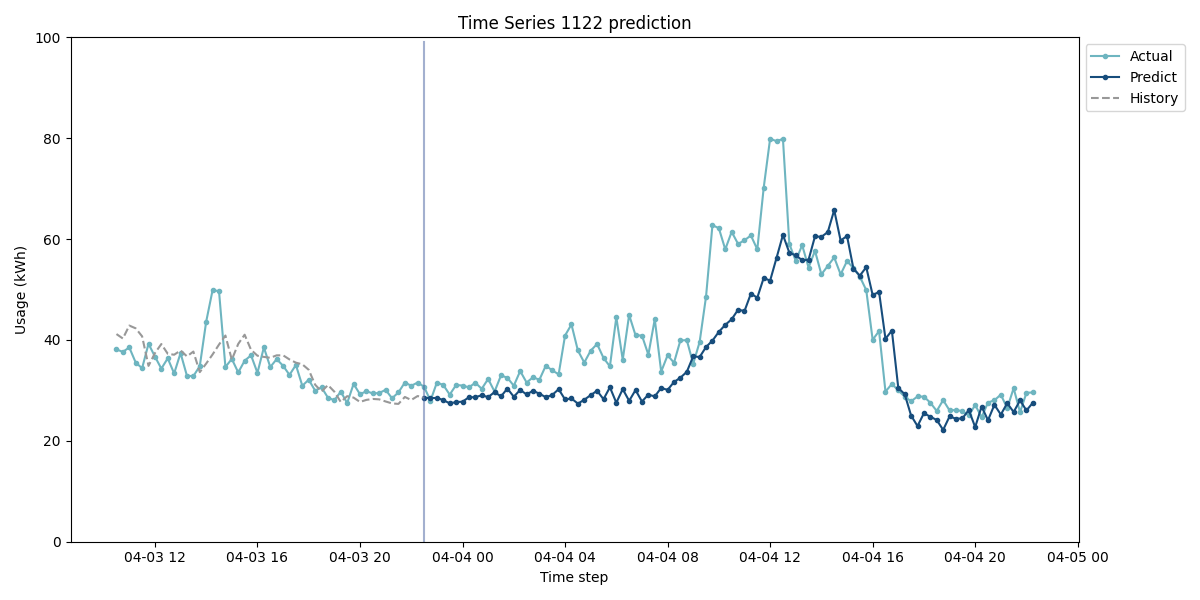 Time Series 1122 prediction
100
80
60
40
20
0
Usage (kWh)
04-03 12
04-03 16
04-03 20
04-04 00
04-04 04
04-04 08
04-04 12
04-04 16
04-04 20
04-05 00
Time step
Actual
Predict
History